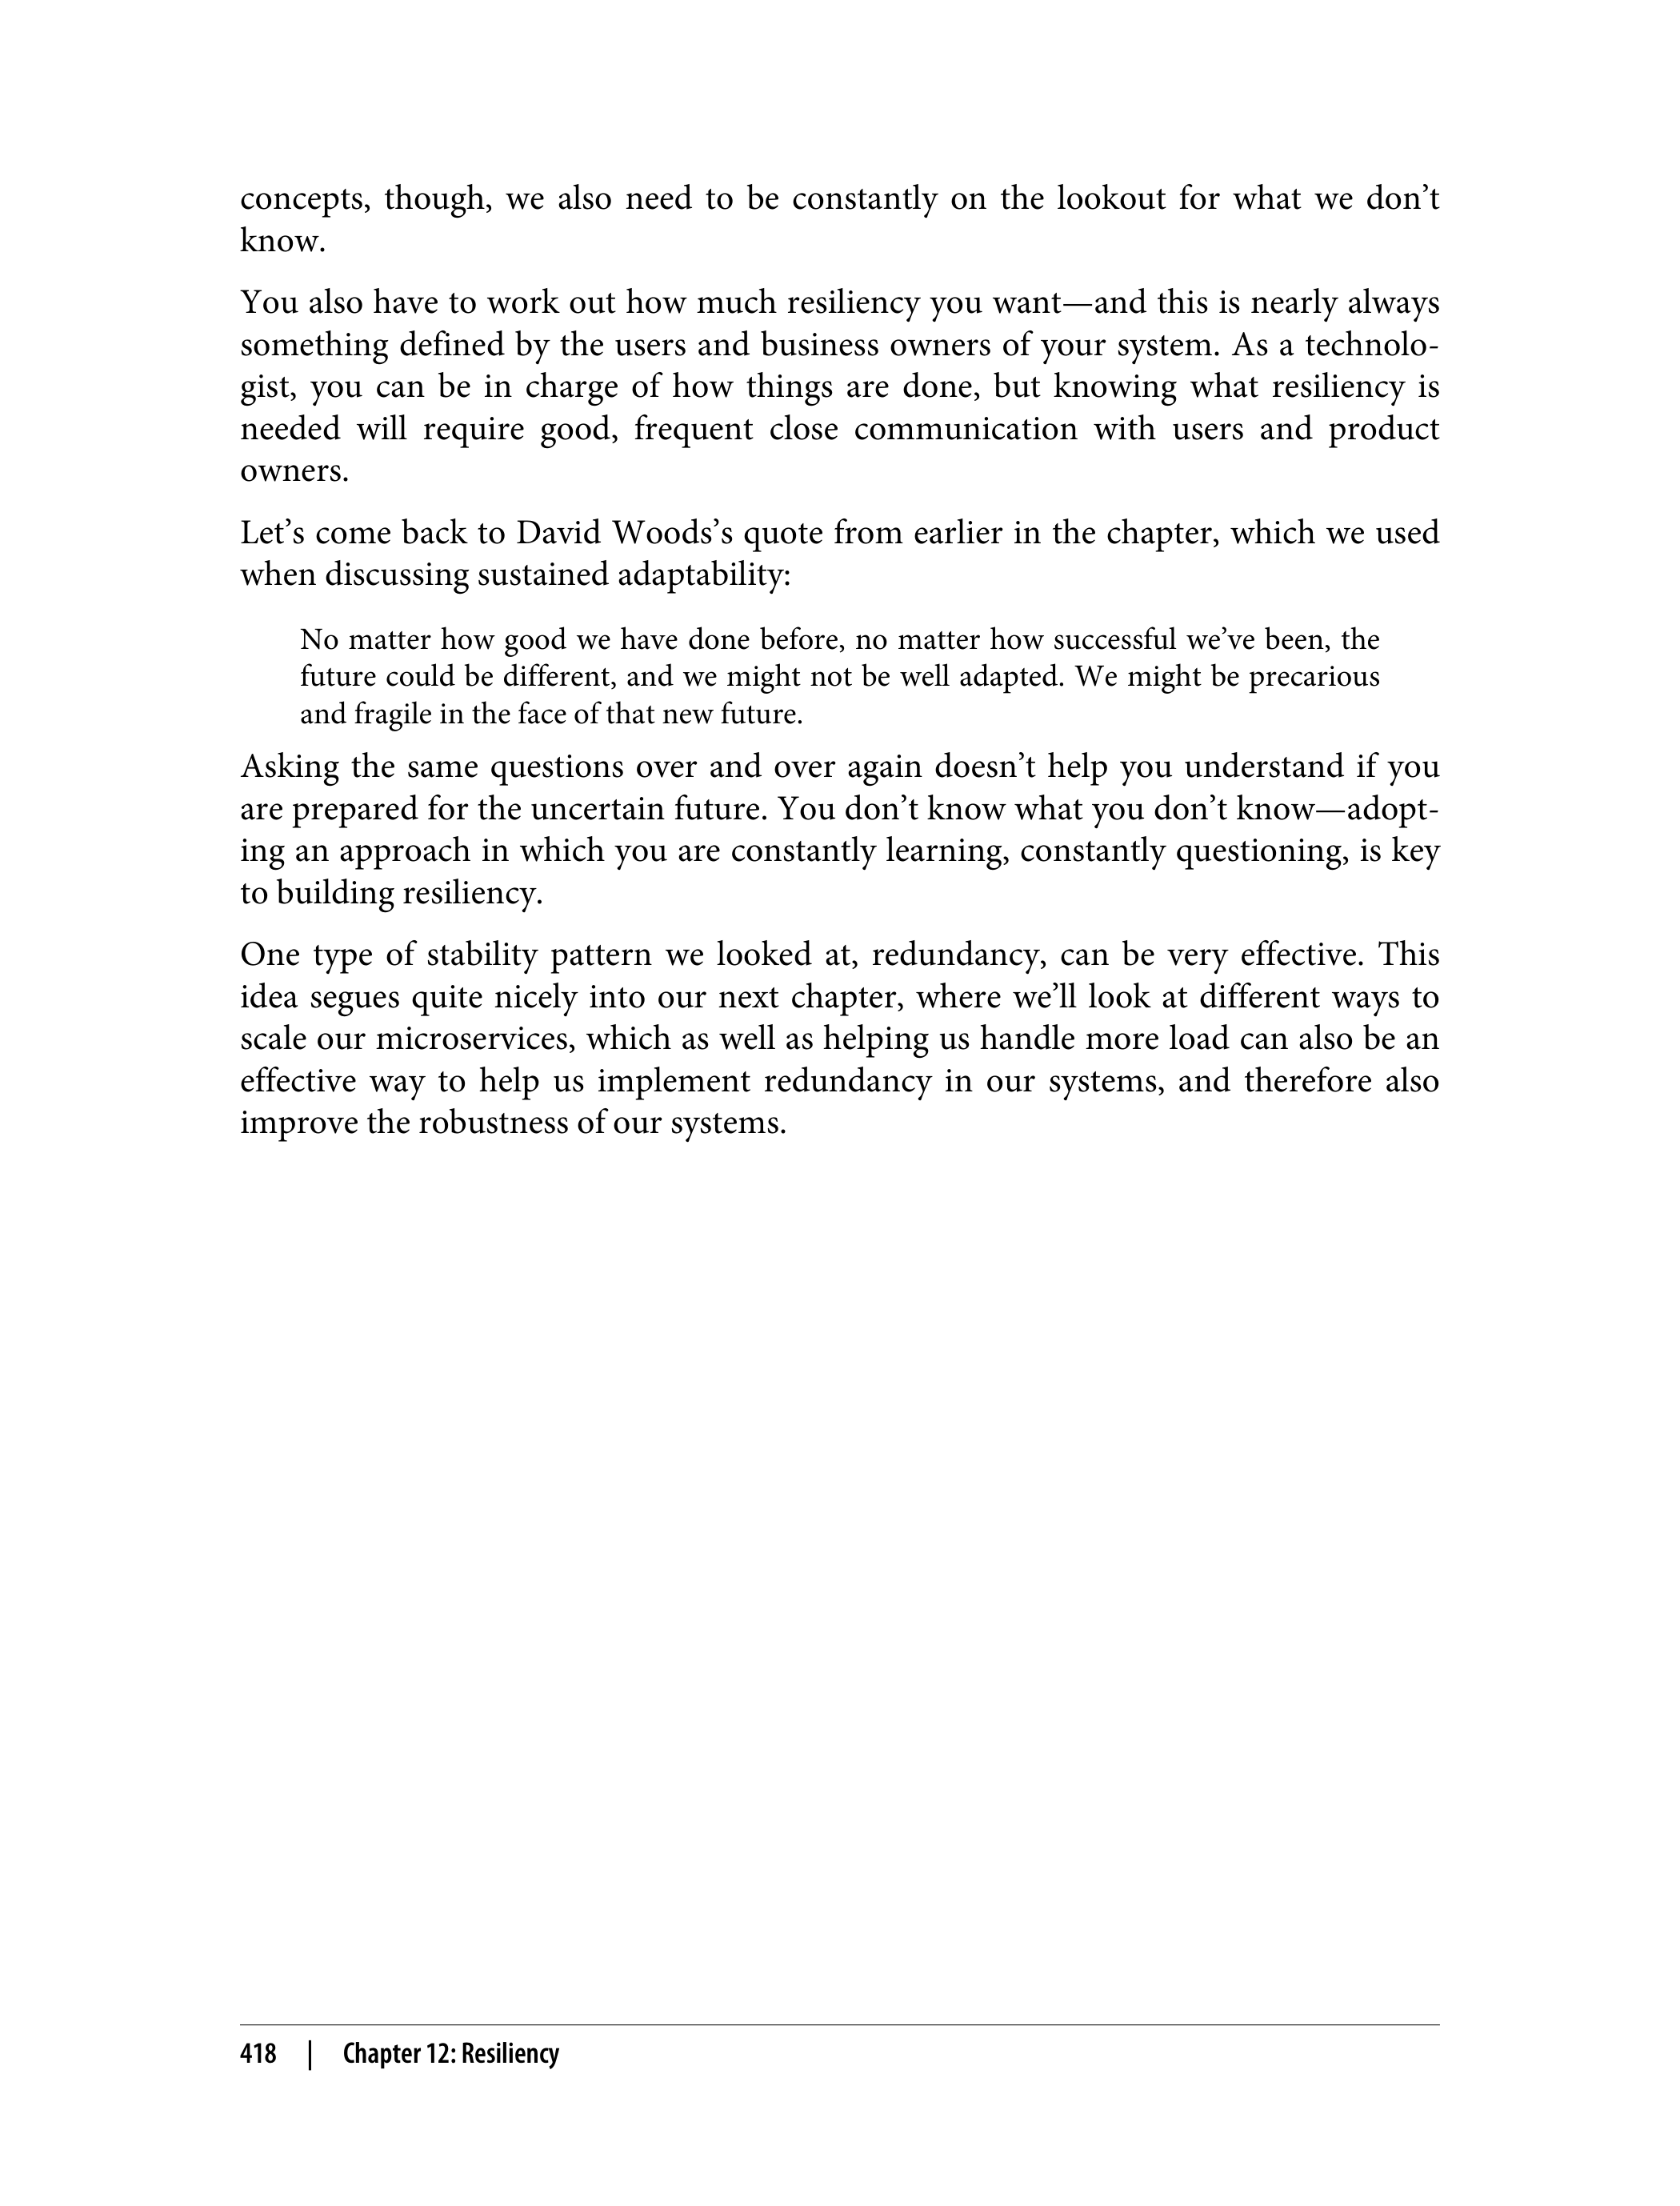 concepts, though, we also need to be constantly on the lookout for what we don’t
know.
You also have to work out how much resiliency you want—and this is nearly always
something defined by the users and business owners of your system. As a technolo-
gist, you can be in charge of how things are done, but knowing what resiliency is
needed will require good, frequent close communication with users and product
owners.
Let’s come back to David Woods’s quote from earlier in the chapter, which we used
when discussing sustained adaptability:
No matter how good we have done before, no matter how successful we’ve been, the
future could be different, and we might not be well adapted. We might be precarious
and fragile in the face of that new future.
Asking the same questions over and over again doesn’t help you understand if you
are prepared for the uncertain future. You don’t know what you don’t know—adopt-
ing an approach in which you are constantly learning, constantly questioning, is key
to building resiliency.
One type of stability pattern we looked at, redundancy, can be very effective. This
idea segues quite nicely into our next chapter, where we’ll look at different ways to
scale our microservices, which as well as helping us handle more load can also be an
effective way to help us implement redundancy in our systems, and therefore also
improve the robustness of our systems.
418 | Chapter 12: Resiliency